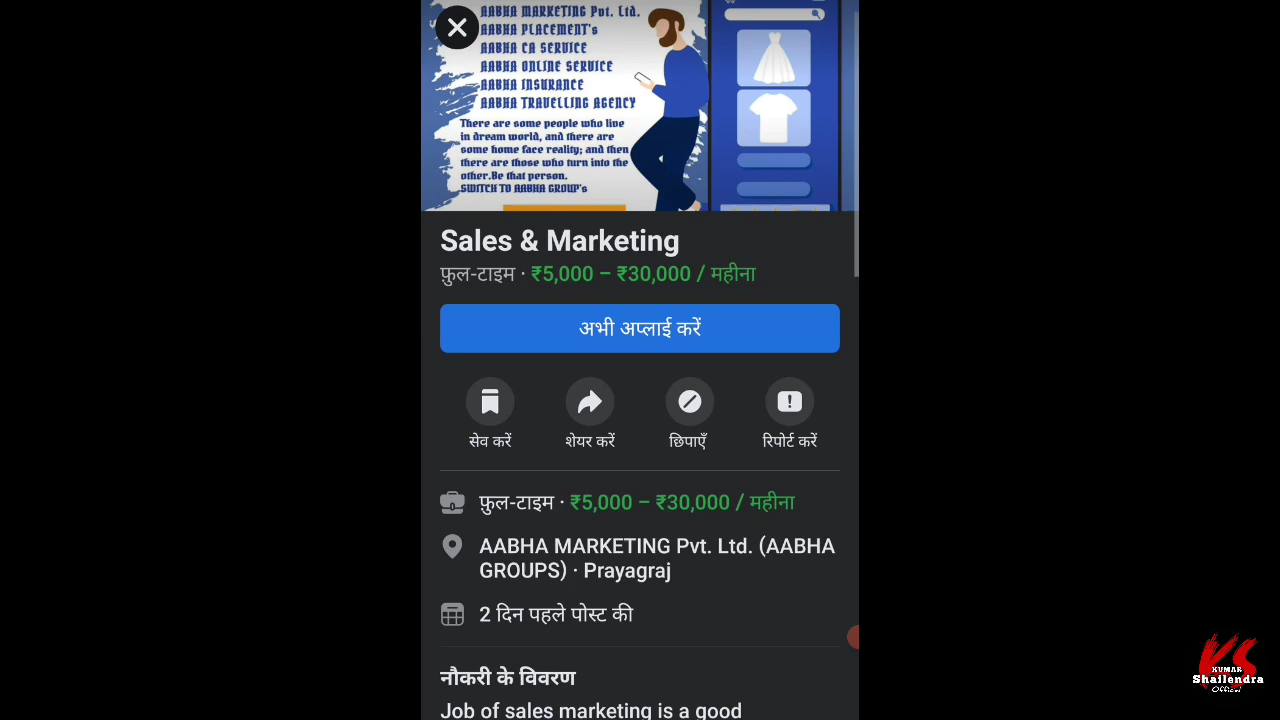 AABHA MARKETING Pvt. Ltd.
AABHA PLACEMENT's
AABHA CA SERVICE
AABHA ONLINE SERVICE
AABHA INSURANCE
AABHA TRAVELLING AGENCY
There are some people who live
in dream world, and there are
some home face reality; and then
there are those who turn into the
other.Be that person.
SWITCH TO AABHA GROUP's
Sales & Marketing
फ़ुल-टाइम · ₹5,000 – ₹30,000 / महीना
अभी अप्लाई करें
सेव करें शेयर करें छिपाएँ रिपोर्ट करें
फ़ुल-टाइम · ₹5,000 – ₹30,000 / महीना
AABHA MARKETING Pvt. Ltd. (AABHA
GROUPS) · Prayagraj
2 दिन पहले पोस्ट की
नौकरी के विवरण
Job of sales marketing is a good
KS
KUMAR
Shailendra
Official